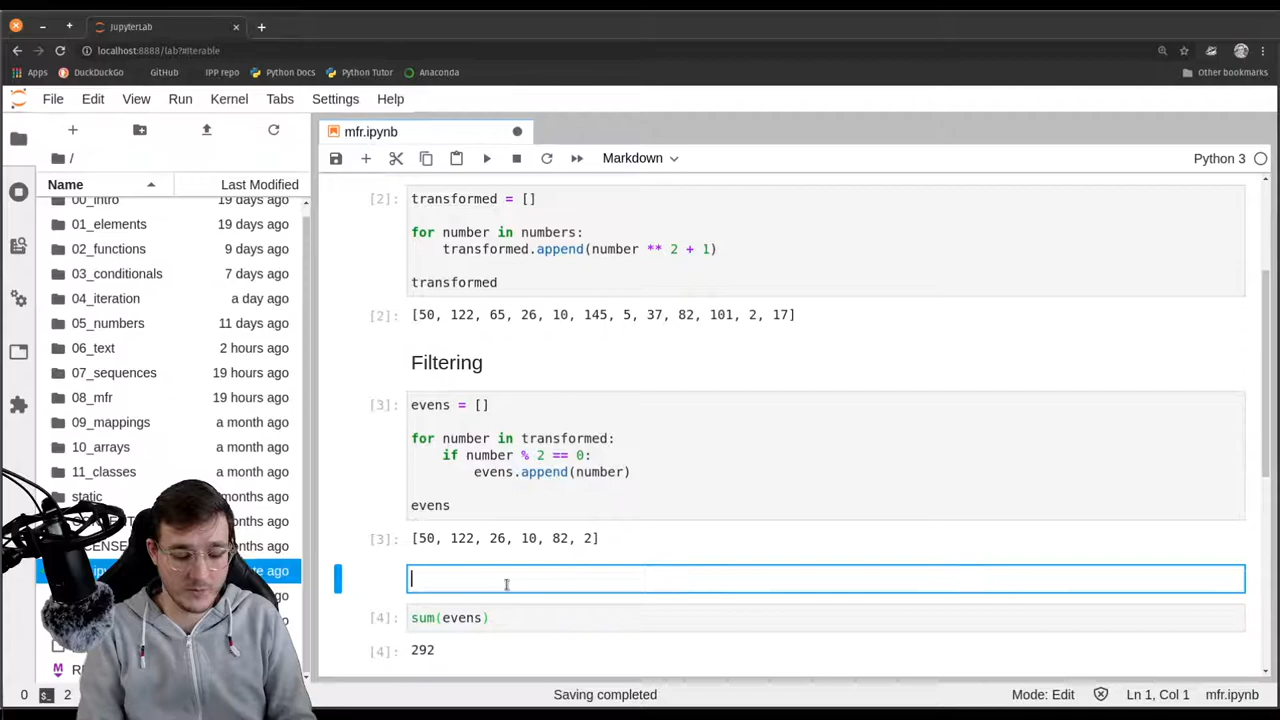 JupyterLab
localhost:8888/lab?#Iterable
Apps DuckDuckGo GitHub IPP repo Python Docs Python Tutor Anaconda Other bookmarks
File Edit View Run Kernel Tabs Settings Help
mfr.ipynb
/
Markdown Python 3
Name Last Modified
00_intro 19 days ago
01_elements 19 days ago
02_functions 9 days ago
03_conditionals 7 days ago
04_iteration a day ago
05_numbers 11 days ago
06_text 2 hours ago
07_sequences 19 hours ago
08_mfr 19 hours ago
09_mappings a month ago
10_arrays a month ago
11_classes a month ago
static months ago
months ago
ago
[2]: transformed = []
for number in numbers:
transformed.append(number ** 2 + 1)
transformed
[2]: [50, 122, 65, 26, 10, 145, 5, 37, 82, 101, 2, 17]
Filtering
[3]: evens = []
for number in transformed:
if number % 2 == 0:
evens.append(number)
evens
[3]: [50, 122, 26, 10, 82, 2]
[4]: sum(evens)
[4]: 292
0 2 Saving completed Mode: Edit Ln 1, Col 1 mfr.ipynb